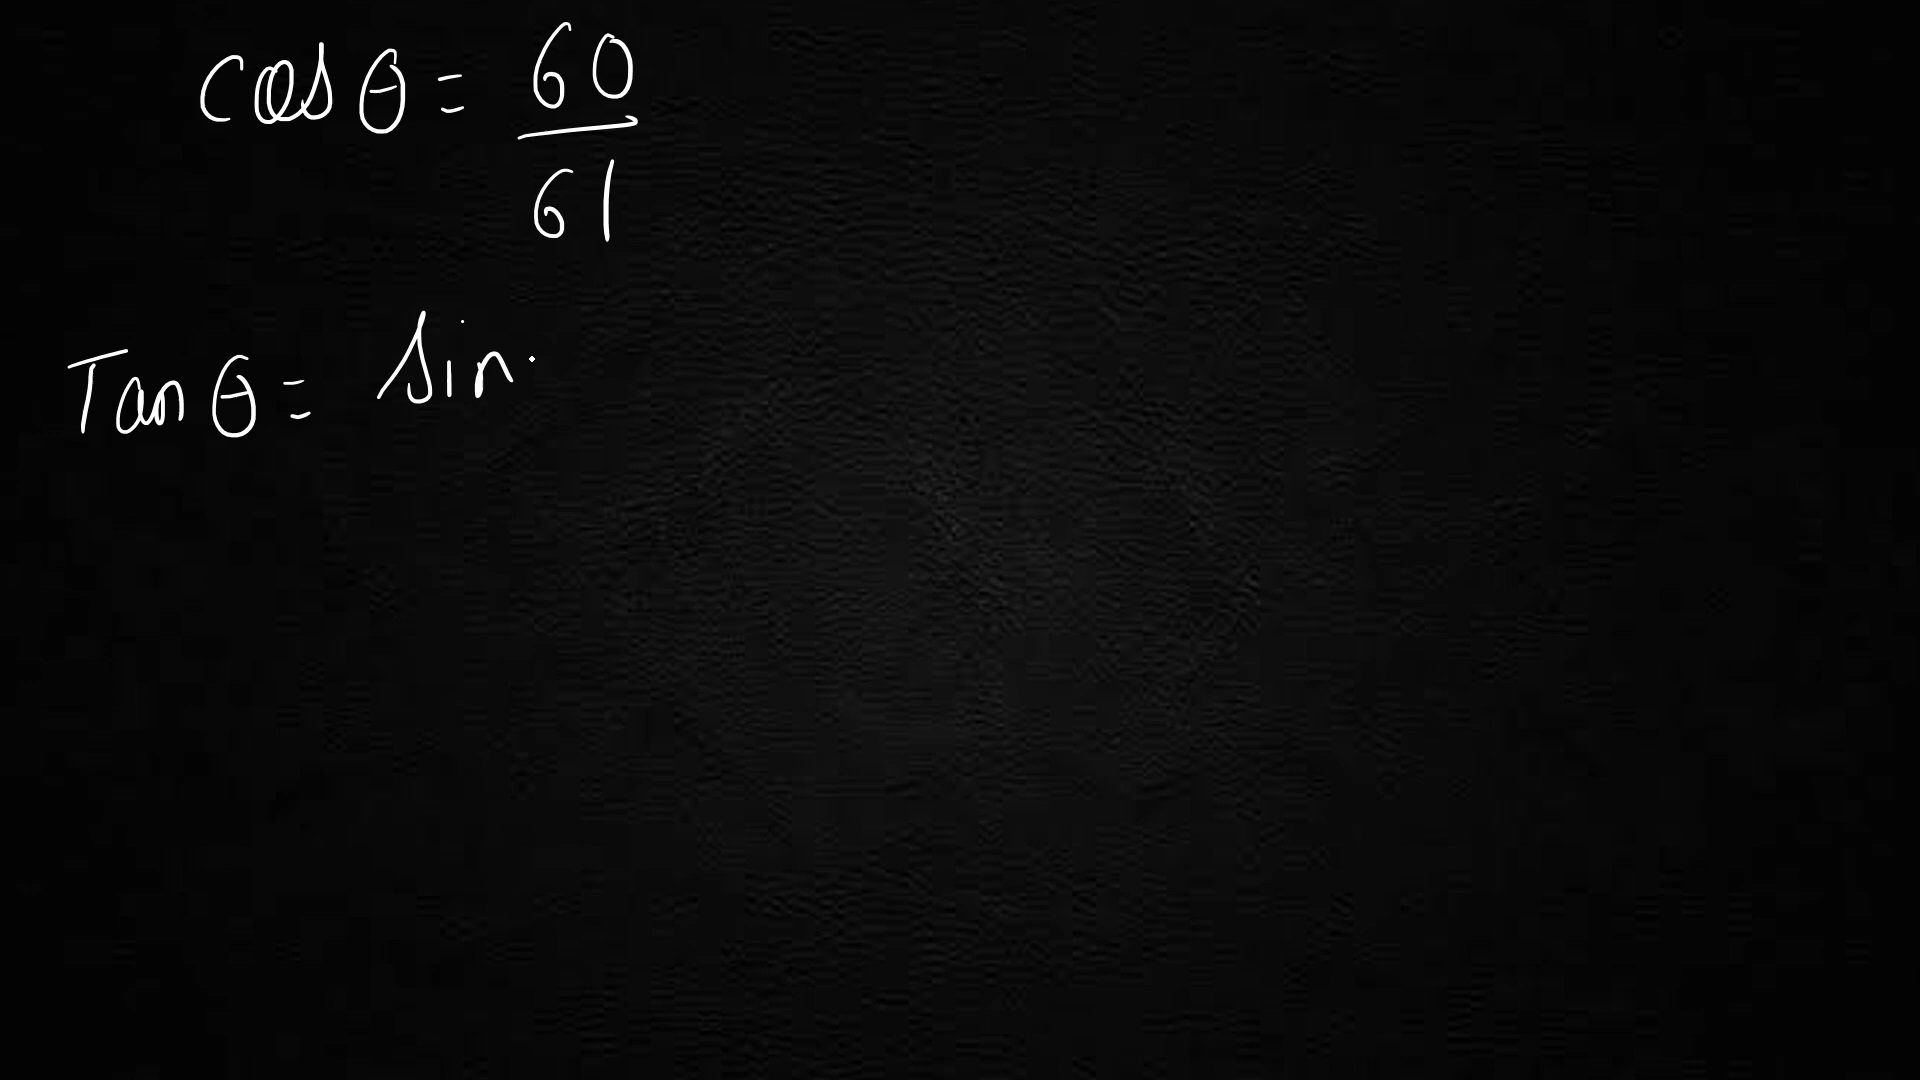 cos θ = 60/61
Tan θ = sin